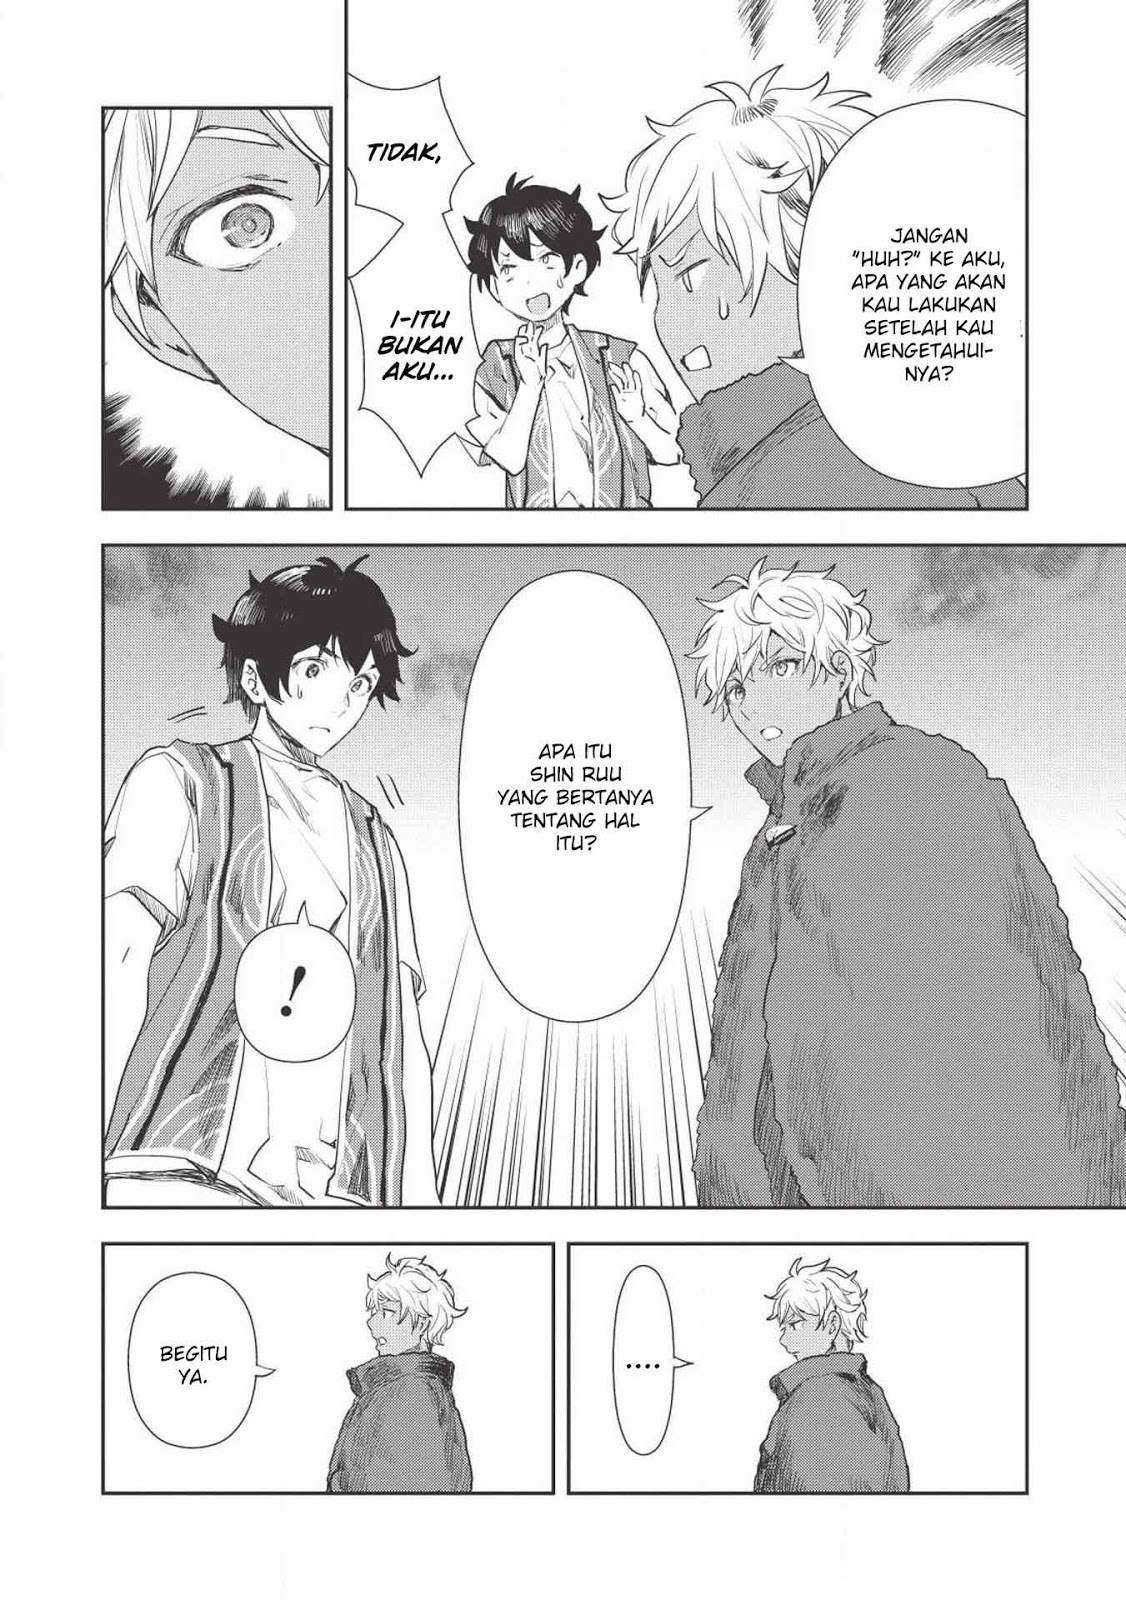 JANGAN
"HUH?" KE AKU,
APA YANG AKAN
KAU LAKUKAN
SETELAH KAU
MENGETAHUI-
NYA?
TIDAK,
I-ITU
BUKAN
AKU...
APA ITU
SHIN RUU
YANG BERTANYA
TENTANG HAL
ITU?
!
....
BEGITU
YA.